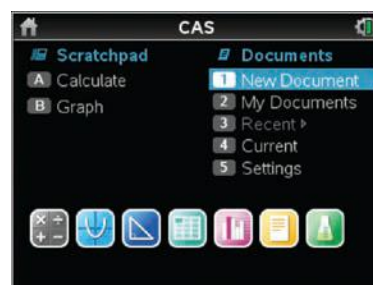 CAS
Scratchpad
A Calculate
B Graph
Documents
1 New Document
2 My Documents
3 Recent ▸
4 Current
5 Settings